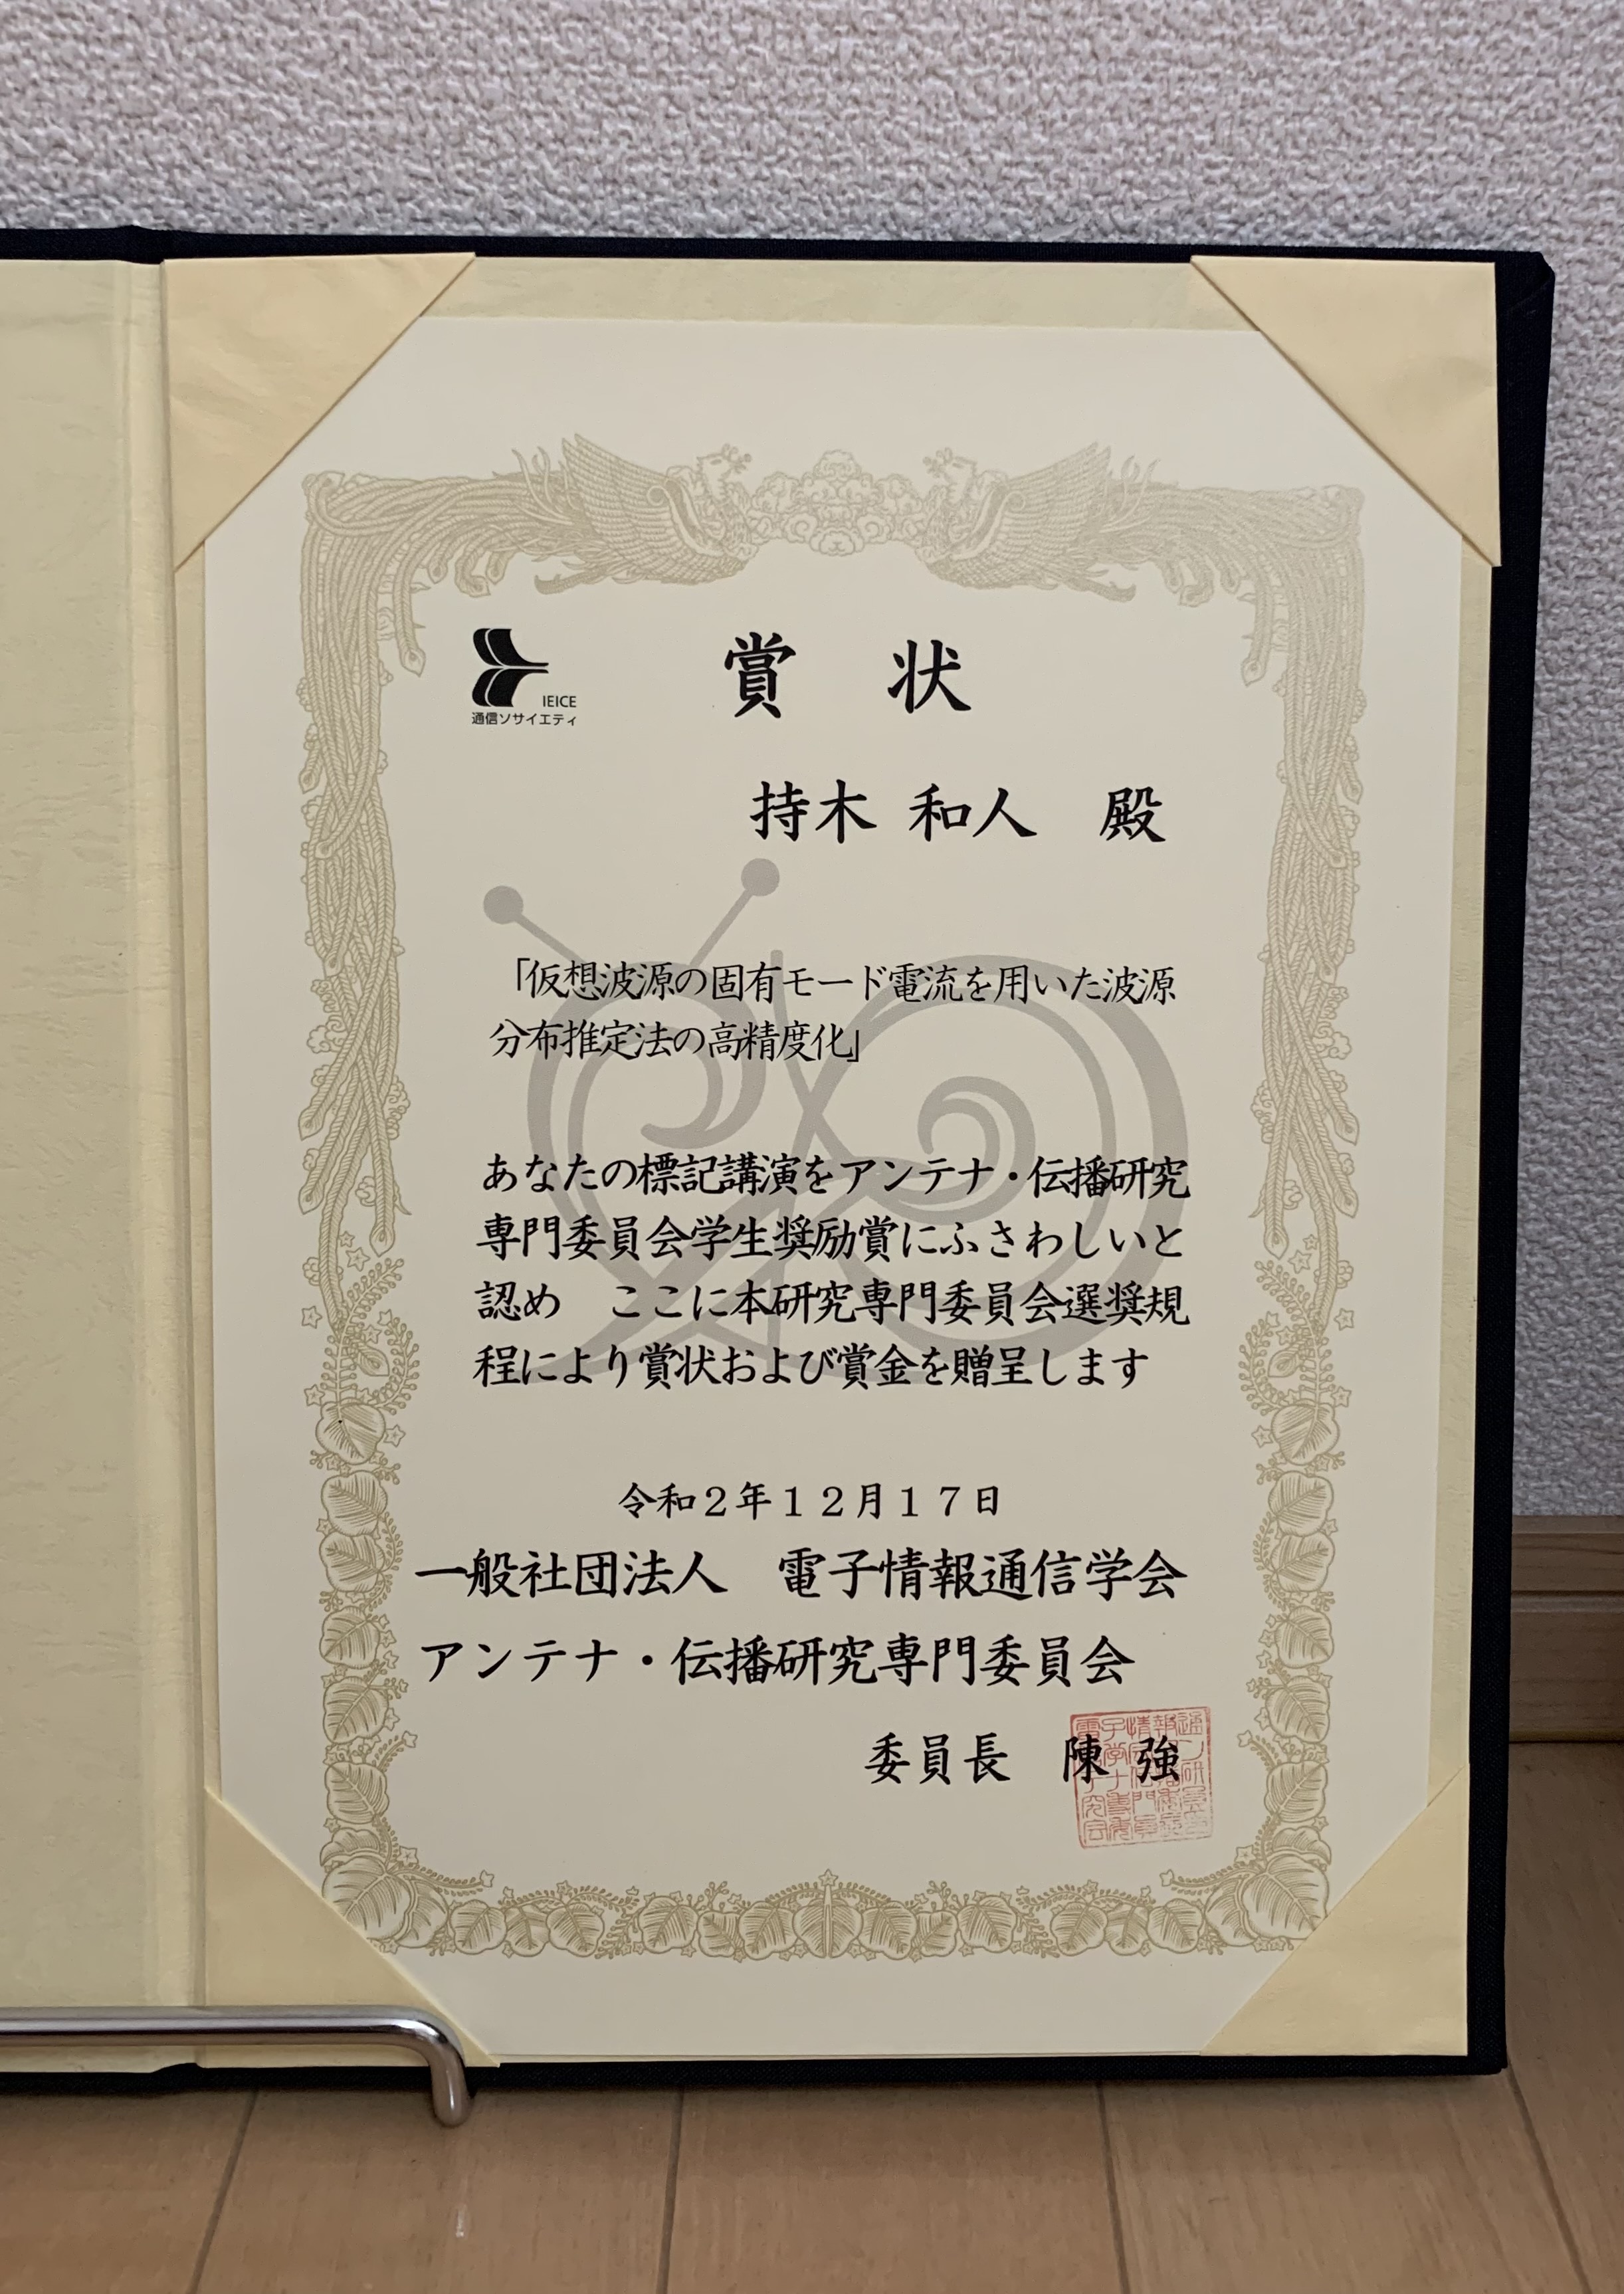 賞 状
IEICE
通信ソサイエティ
持木 和人 殿
「仮想波源の固有モード電流を用いた波源
分布推定法の高精度化」
あなたの標記講演をアンテナ・伝播研究
専門委員会学生奨励賞にふさわしいと
認め ここに本研究専門委員会選奨規
程により賞状および賞金を贈呈します
令和2年12月17日
一般社団法人 電子情報通信学会
アンテナ・伝播研究専門委員会
委員長 陳 強